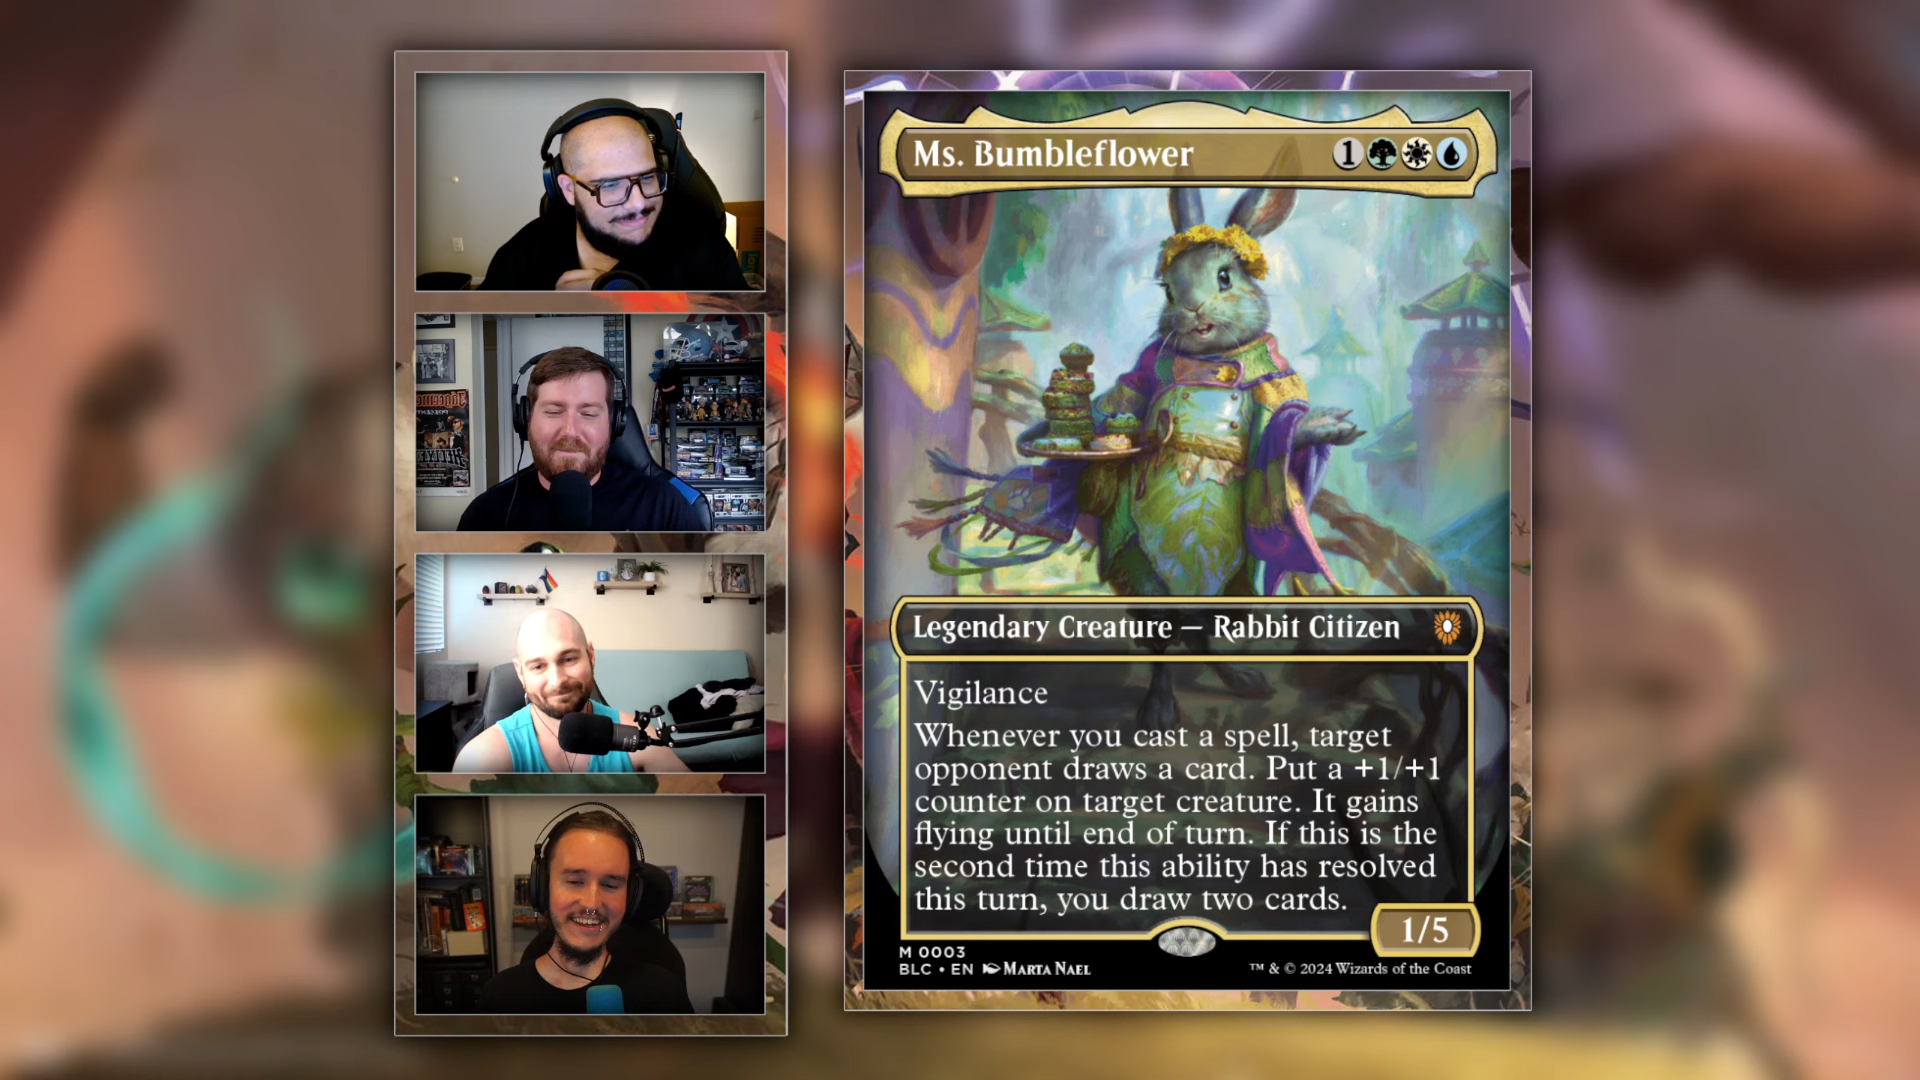 Ms. Bumbleflower
1
Legendary Creature — Rabbit Citizen
Vigilance
Whenever you cast a spell, target
opponent draws a card. Put a +1/+1
counter on target creature. It gains
flying until end of turn. If this is the
second time this ability has resolved
this turn, you draw two cards.
1/5
M 0003
BLC • EN MARTA NAEL
™ & © 2024 Wizards of the Coast